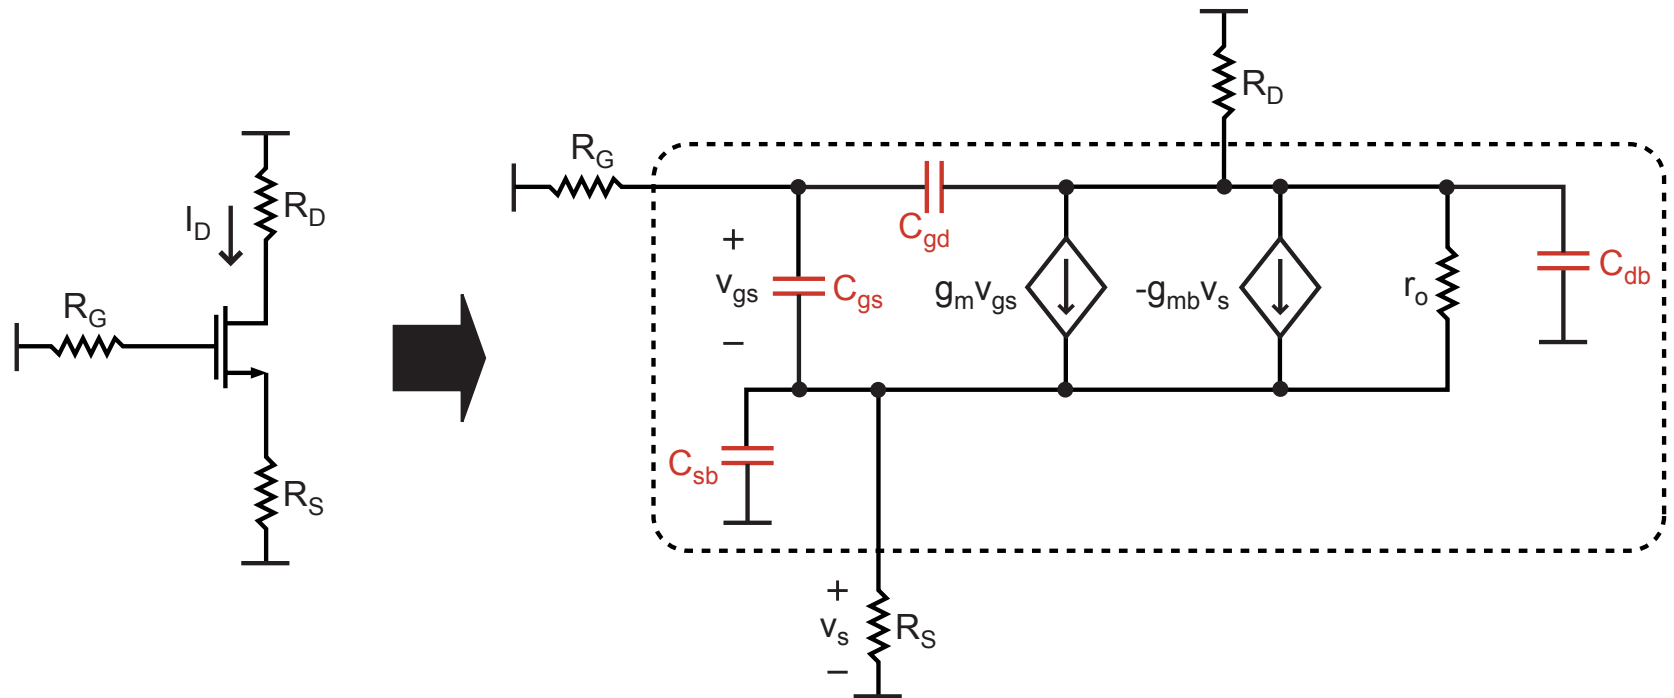 I_D
R_D
R_G
R_S
R_D
R_G
C_gd
+
v_gs
–
C_gs
g_mv_gs
-g_mbv_s
r_o
C_db
C_sb
+
v_s
–
R_S